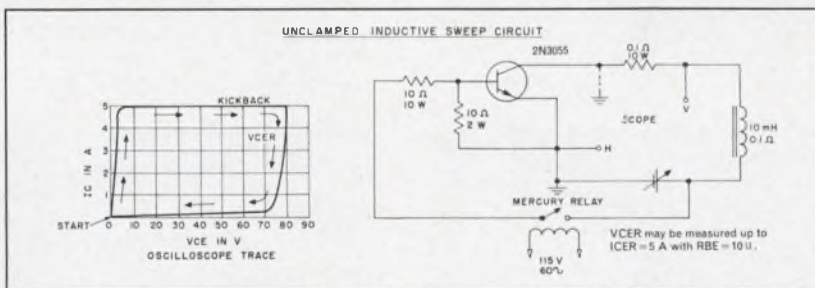 UNCLAMPED INDUCTIVE SWEEP CIRCUIT
KICKBACK
VCER
IC IN A
5
4
3
2
1
START
0 10 20 30 40 50 60 70 80 90
VCE IN V
OSCILLOSCOPE TRACE
2N3055
10 Ω
10 W
10 Ω
2 W
0.1 Ω
10 W
V
SCOPE
H
10 mH
0.1 Ω
MERCURY RELAY
115 V
60~
VCER may be measured up to
ICER = 5 A with RBE = 10 Ω.